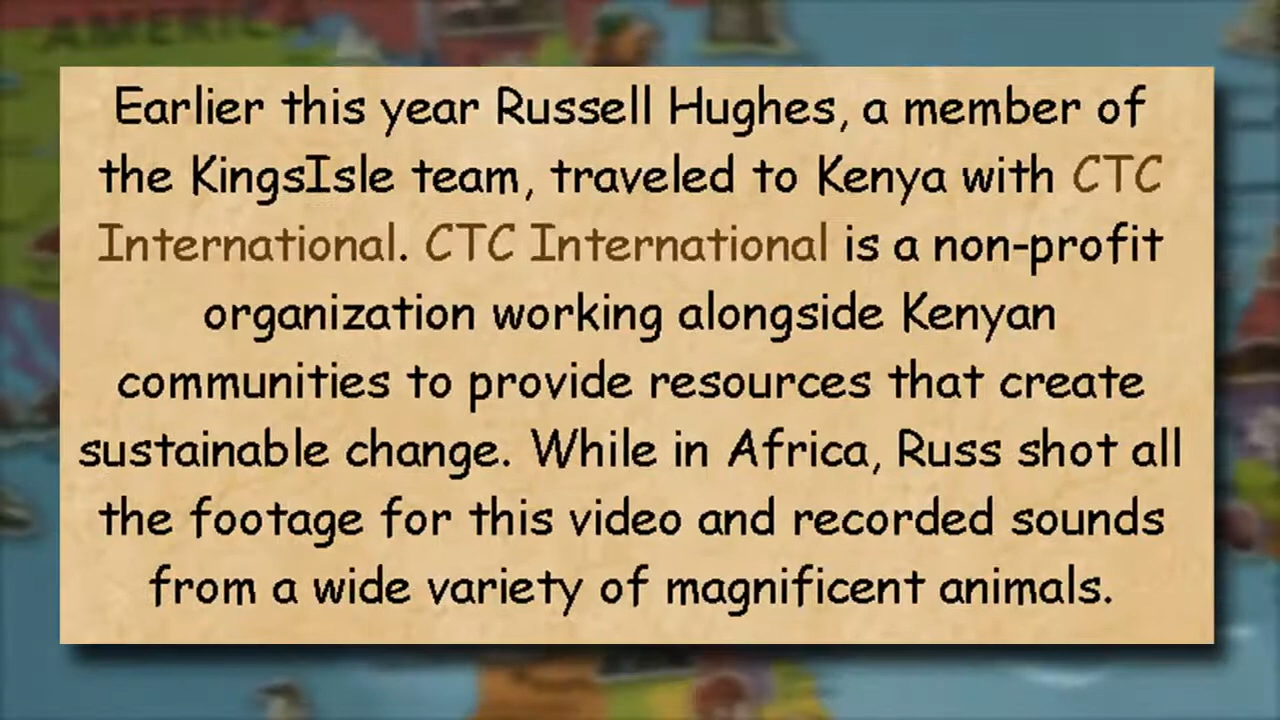 AMERICA
Earlier this year Russell Hughes, a member of
the KingsIsle team, traveled to Kenya with CTC
International. CTC International is a non-profit
organization working alongside Kenyan
communities to provide resources that create
sustainable change. While in Africa, Russ shot all
the footage for this video and recorded sounds
from a wide variety of magnificent animals.